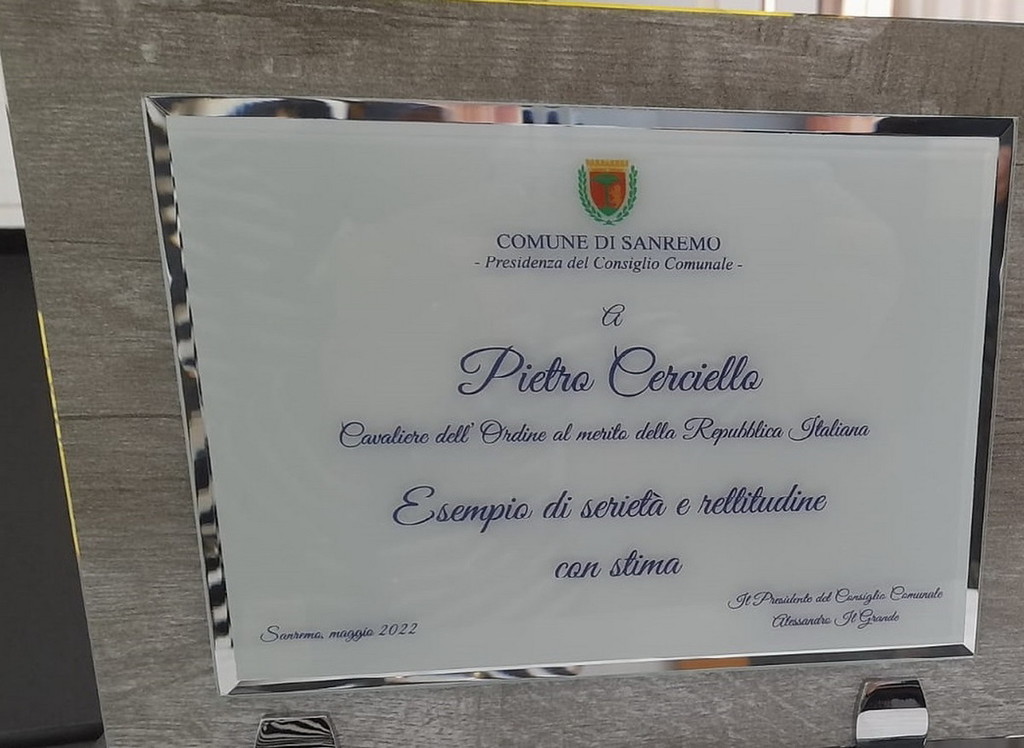 COMUNE DI SANREMO
- Presidenza del Consiglio Comunale -
A
Pietro Cerciello
Cavaliere dell' Ordine al merito della Repubblica Italiana
Esempio di serietà e rettitudine
con stima
Il Presidente del Consiglio Comunale
Alessandro Il Grande
Sanremo, maggio 2022